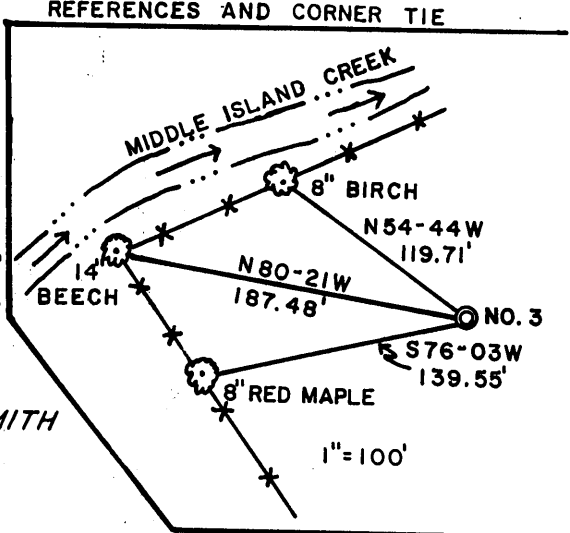 REFERENCES AND CORNER TIE
MIDDLE ISLAND CREEK
8" BIRCH
N54-44W
119.71'
14'
BEECH
N80-21W
187.48'
NO. 3
S76-03W
139.55'
8" RED MAPLE
MITH
1"=100'